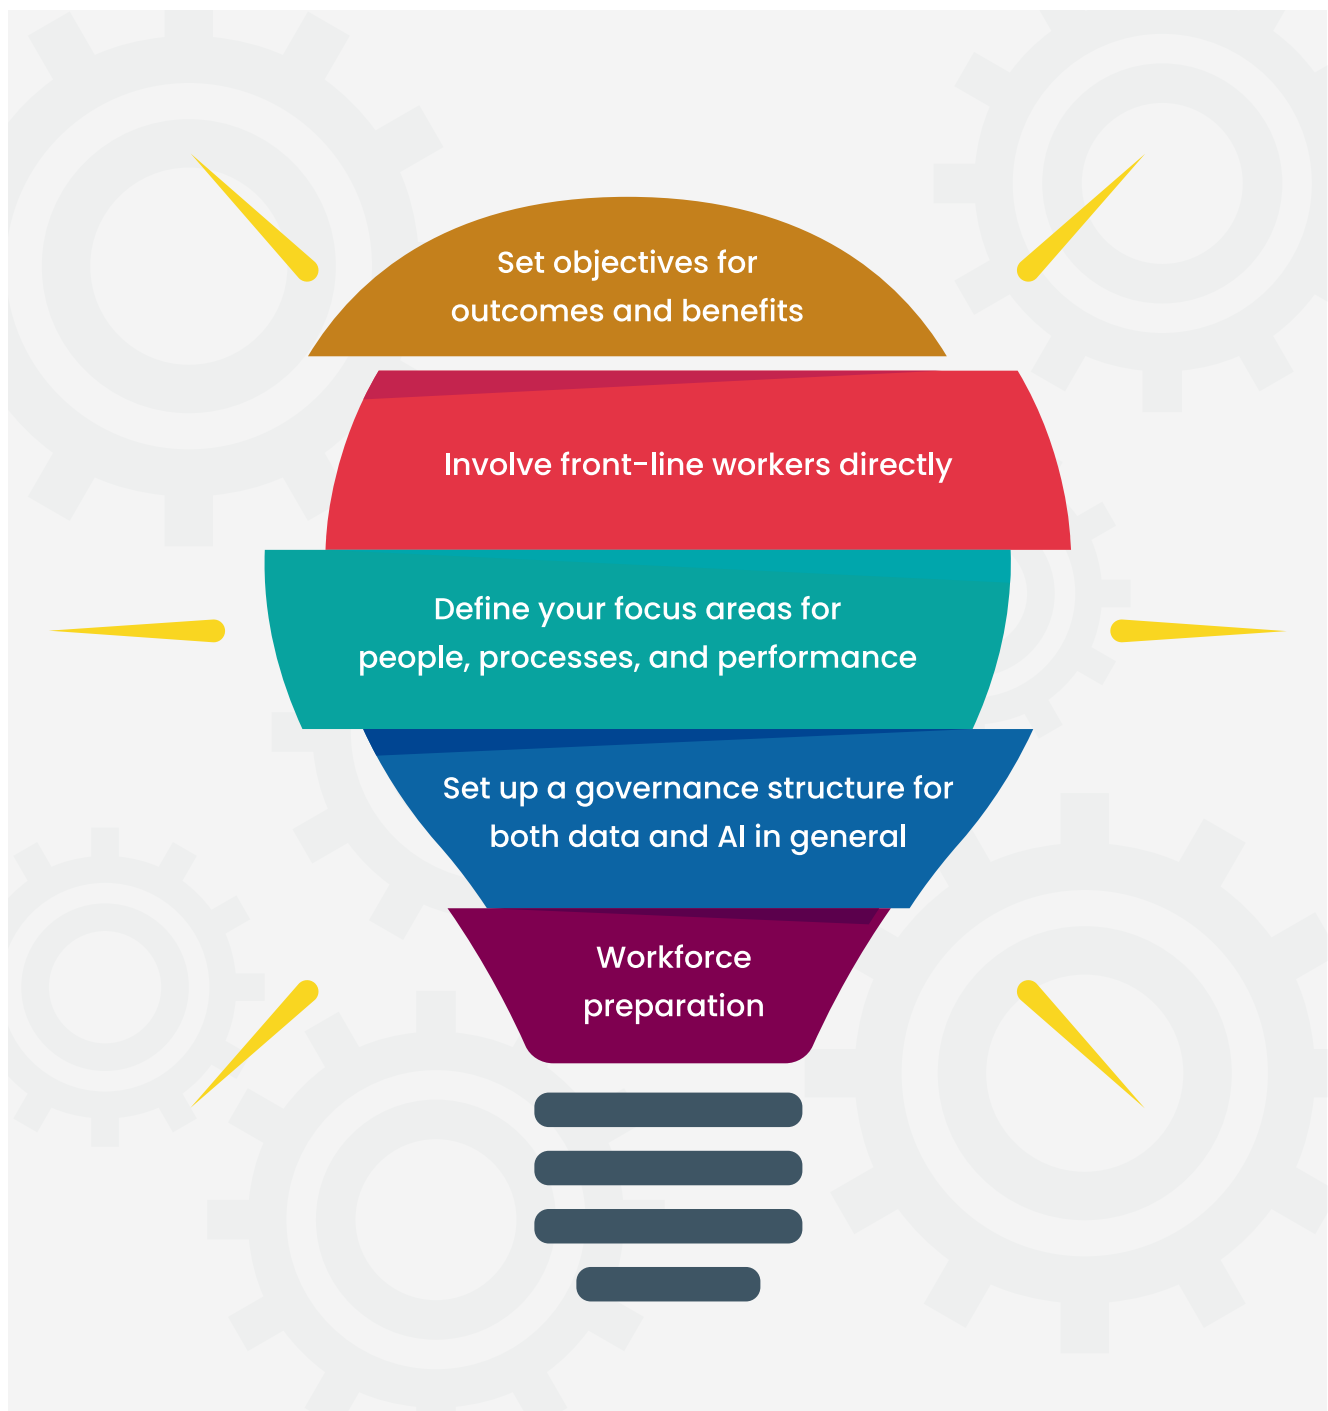 Set objectives for
outcomes and benefits
Involve front-line workers directly
Define your focus areas for
people, processes, and performance
Set up a governance structure for
both data and AI in general
Workforce
preparation